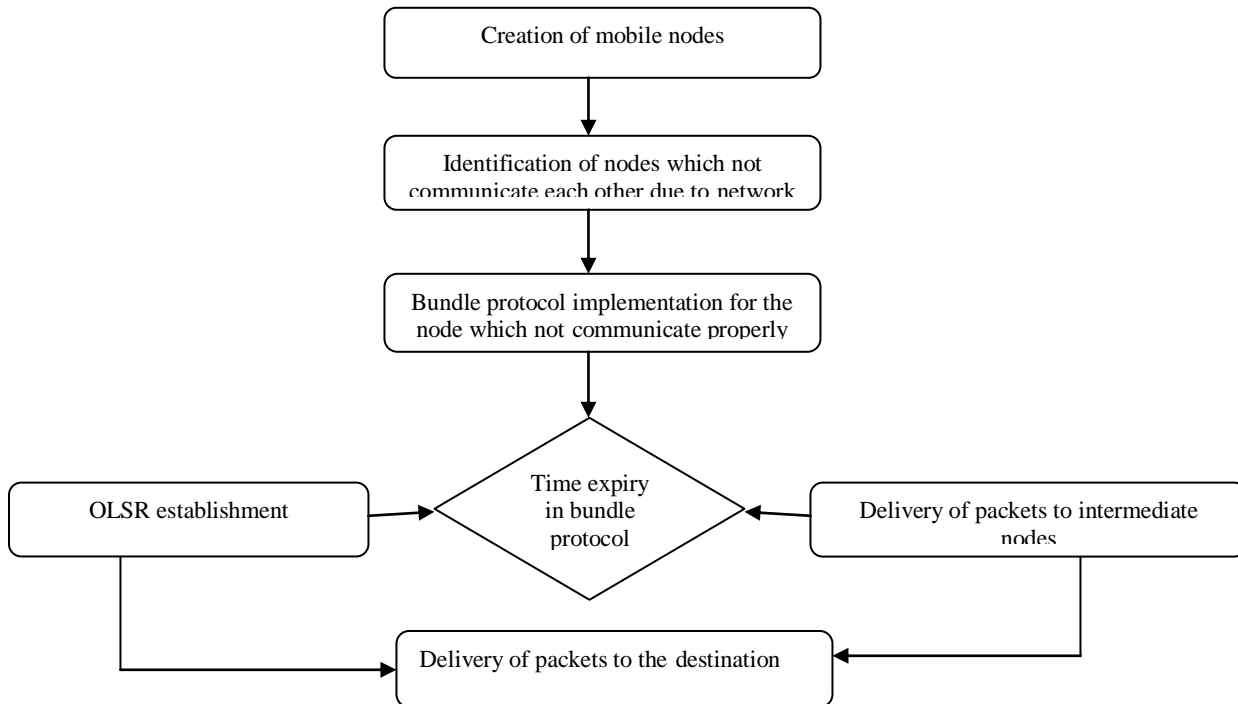 Creation of mobile nodes
Identification of nodes which not
communicate each other due to network
Bundle protocol implementation for the
node which not communicate properly
Time expiry
in bundle
protocol
OLSR establishment
Delivery of packets to intermediate
nodes
Delivery of packets to the destination